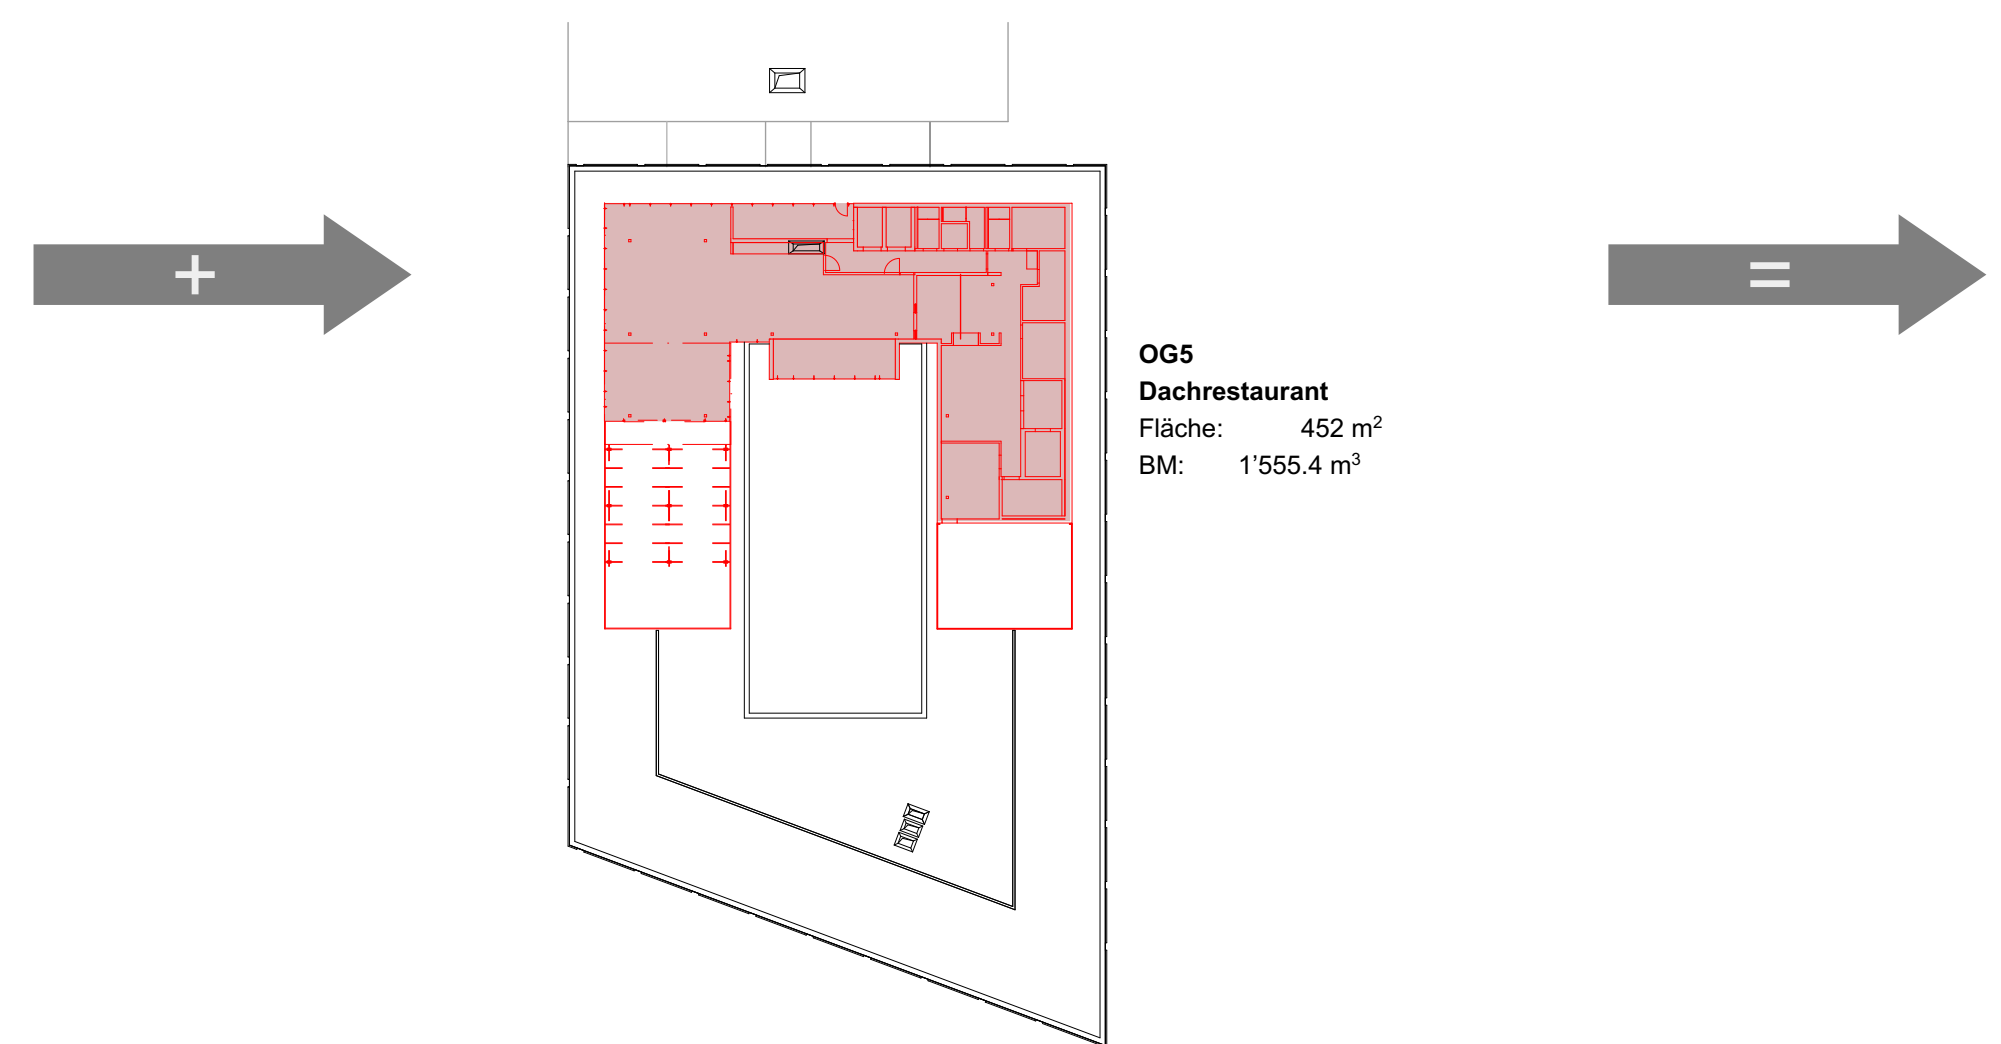 +
=
OG5
Dachrestaurant
Fläche: 452 m²
BM: 1’555.4 m³